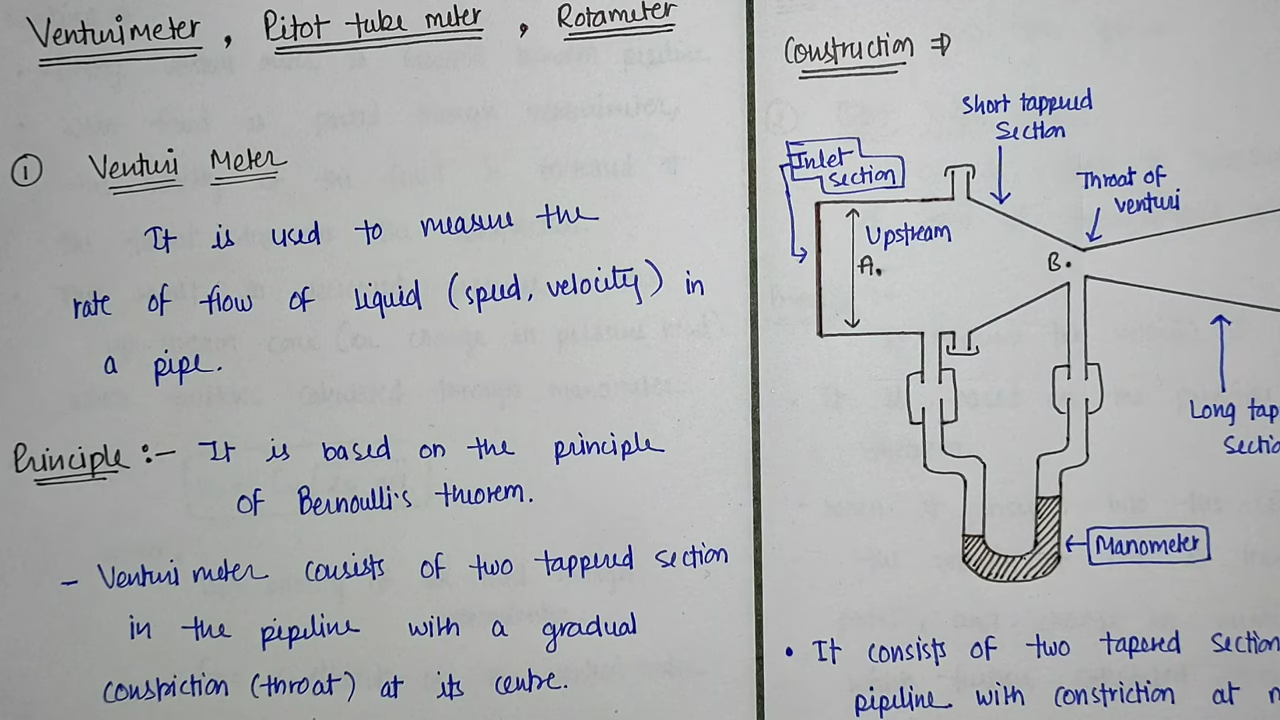 Venturimeter, Pitot tube meter, Rotameter
① Venturi Meter
It is used to measure the
rate of flow of liquid (speed, velocity) in
a pipe.
Principle :- It is based on the principle
of Bernoulli's theorem.
- Venturi meter consists of two tappered section
in the pipeline with a gradual
constriction (throat) at its centre.
Construction ⇒
Short tappered
Section
Inlet
section
Throat of
venturi
Upstream
A.
B.
Long tap
Sectio
Manometer
• It consists of two tapered section
pipeline with constriction at